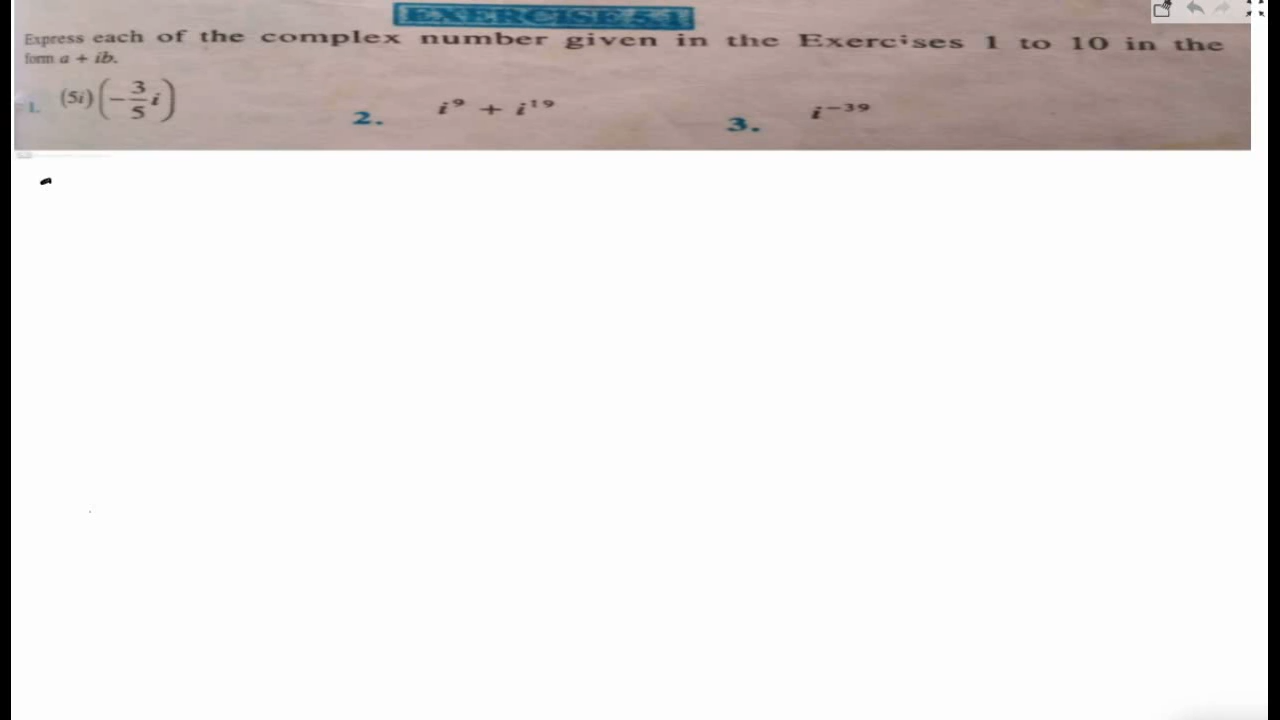 EXERCISE 5.1
Express each of the complex number given in the Exercises 1 to 10 in the
form a + ib.
1. (5i)(-3/5 i) 2. i⁹ + i¹⁹ 3. i⁻³⁹